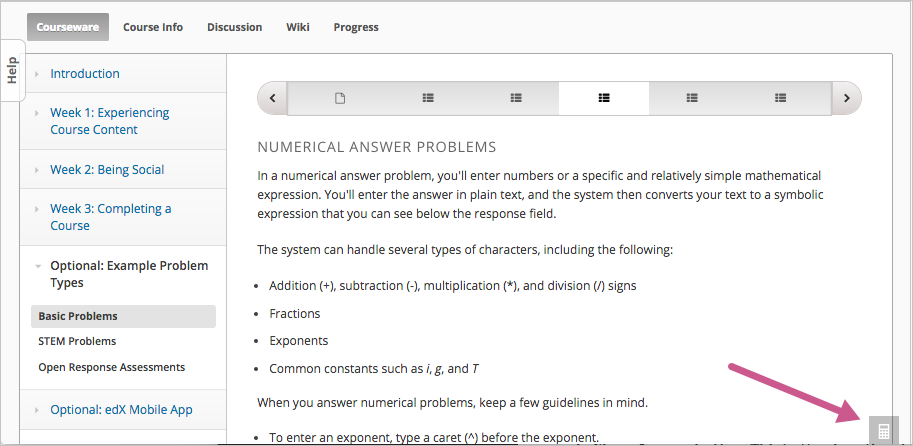 Courseware Course Info Discussion Wiki Progress
Help
Introduction
Week 1: Experiencing
Course Content
Week 2: Being Social
Week 3: Completing a
Course
Optional: Example Problem
Types
Basic Problems
STEM Problems
Open Response Assessments
Optional: edX Mobile App
NUMERICAL ANSWER PROBLEMS
In a numerical answer problem, you'll enter numbers or a specific and relatively simple mathematical
expression. You'll enter the answer in plain text, and the system then converts your text to a symbolic
expression that you can see below the response field.
The system can handle several types of characters, including the following:
• Addition (+), subtraction (-), multiplication (*), and division (/) signs
• Fractions
• Exponents
• Common constants such as i, g, and T
When you answer numerical problems, keep a few guidelines in mind.
• To enter an exponent, type a caret (^) before the exponent.